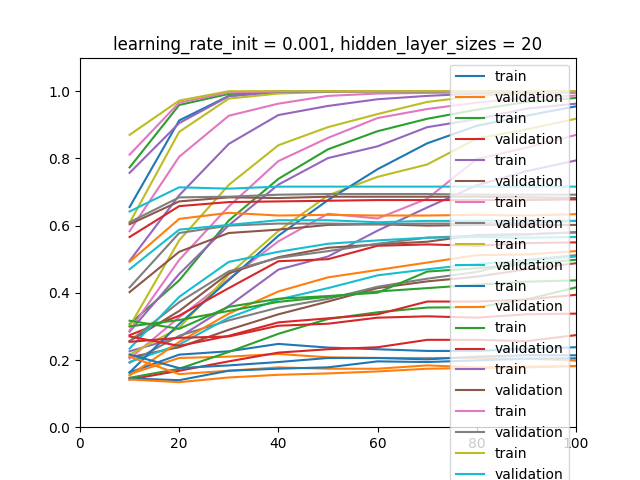 learning_rate_init = 0.001, hidden_layer_sizes = 20
1.0
0.8
0.6
0.4
0.2
0.0
0
20
40
60
80
100
train
validation
train
validation
train
validation
train
validation
train
validation
train
validation
train
validation
train
validation
train
validation
train
validation